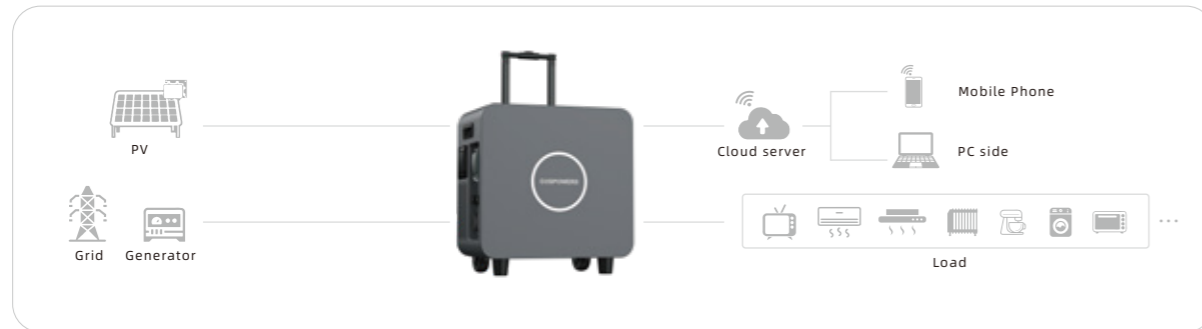 PV
Grid
Generator
Cloud server
Mobile Phone
PC side
Load
...